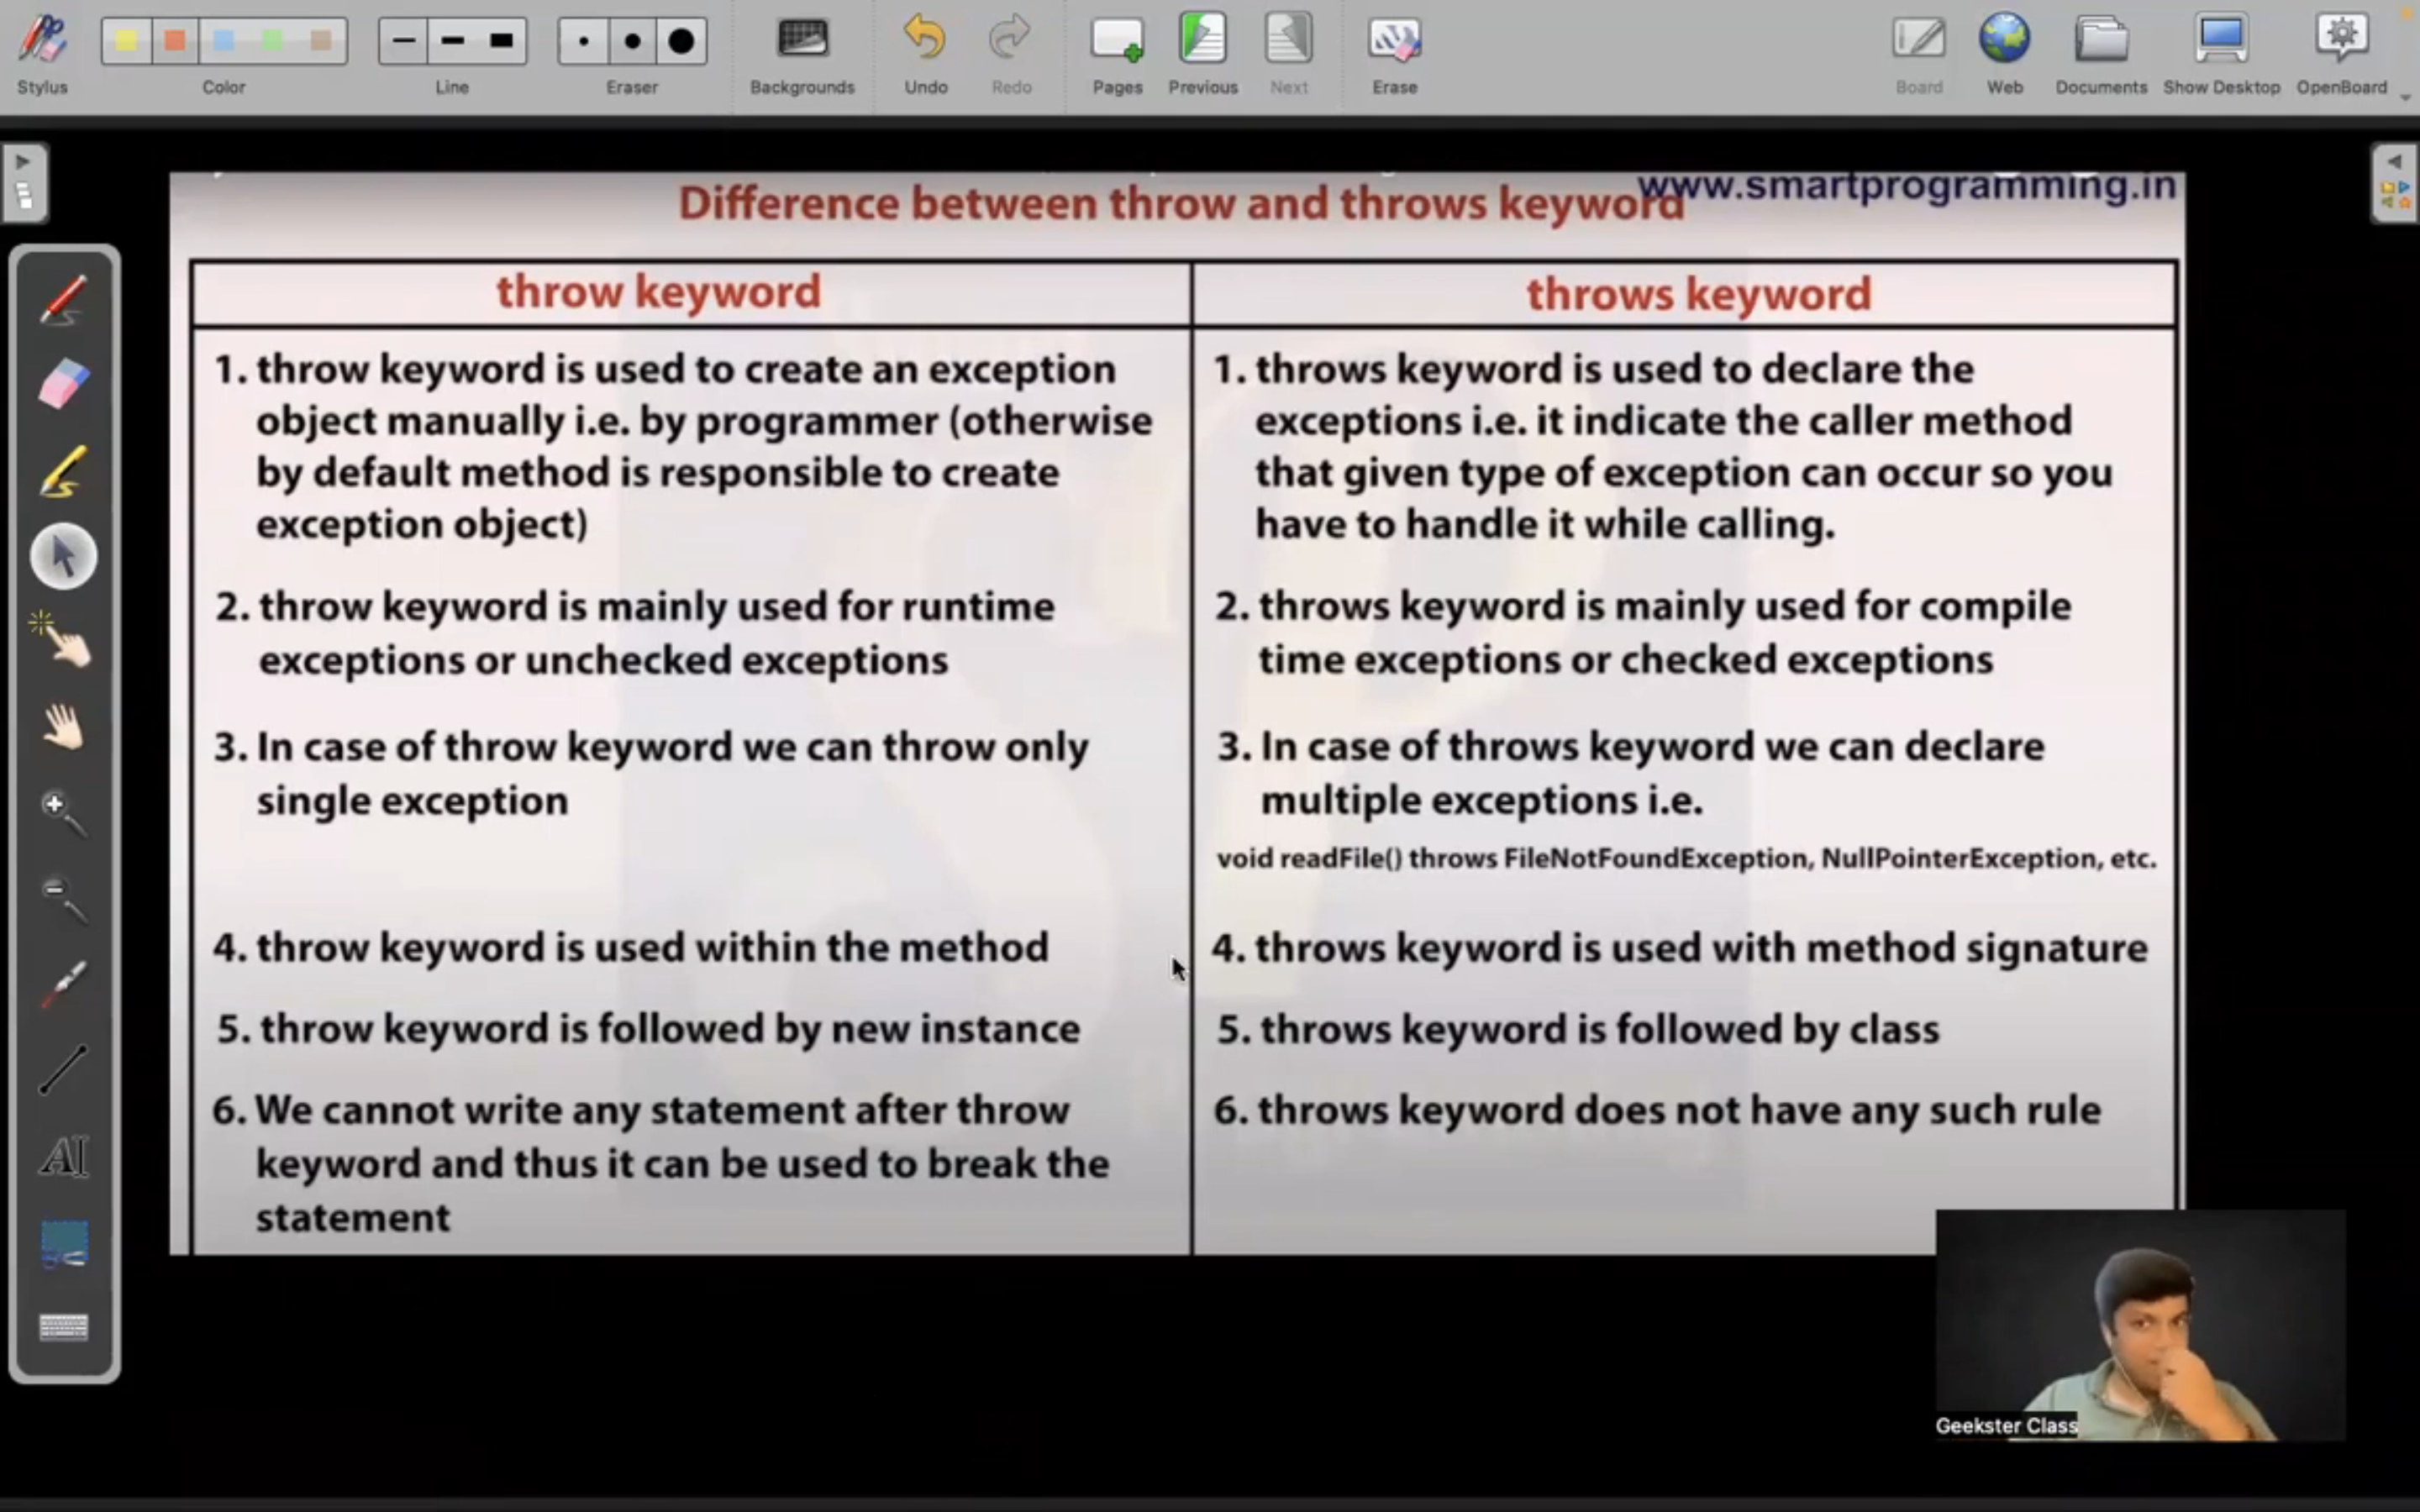 Stylus
Color
Line
Eraser
Backgrounds
Undo
Redo
Pages
Previous
Next
Erase
Board
Web
Documents
Show Desktop
OpenBoard
www.smartprogramming.in
Difference between throw and throws keyword
throw keyword
1. throw keyword is used to create an exception
object manually i.e. by programmer (otherwise
by default method is responsible to create
exception object)
2. throw keyword is mainly used for runtime
exceptions or unchecked exceptions
3. In case of throw keyword we can throw only
single exception
4. throw keyword is used within the method
5. throw keyword is followed by new instance
6. We cannot write any statement after throw
keyword and thus it can be used to break the
statement
throws keyword
1. throws keyword is used to declare the
exceptions i.e. it indicate the caller method
that given type of exception can occur so you
have to handle it while calling.
2. throws keyword is mainly used for compile
time exceptions or checked exceptions
3. In case of throws keyword we can declare
multiple exceptions i.e.
void readFile() throws FileNotFoundException, NullPointerException, etc.
4. throws keyword is used with method signature
5. throws keyword is followed by class
6. throws keyword does not have any such rule
AI
Geekster Class